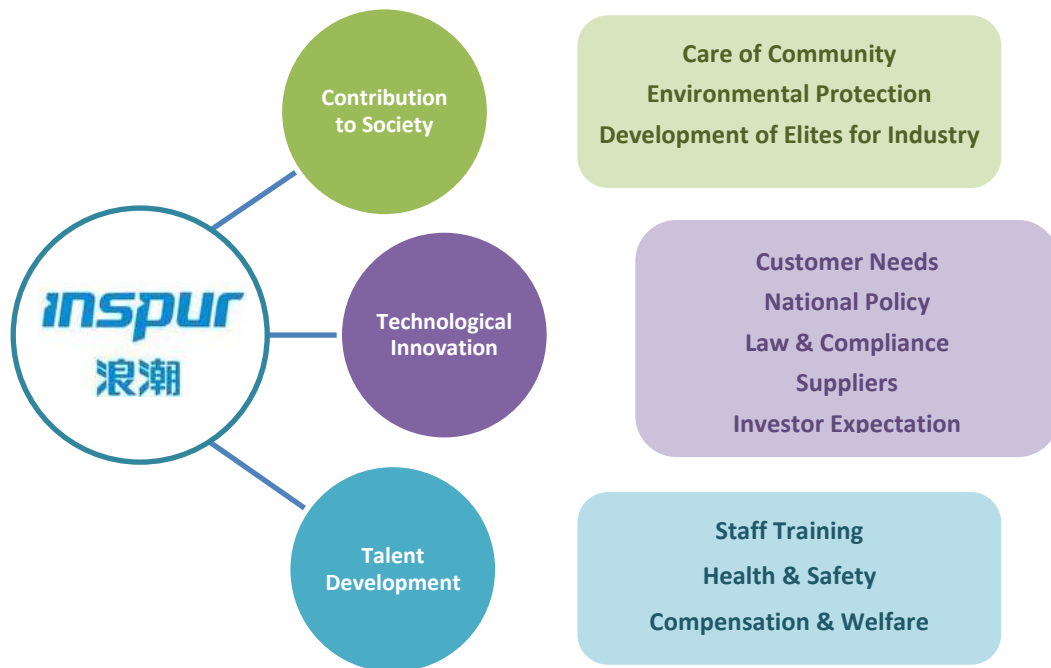 Contribution
to Society
Care of Community
Environmental Protection
Development of Elites for Industry
inspur
浪潮
Technological
Innovation
Customer Needs
National Policy
Law & Compliance
Suppliers
Investor Expectation
Talent
Development
Staff Training
Health & Safety
Compensation & Welfare